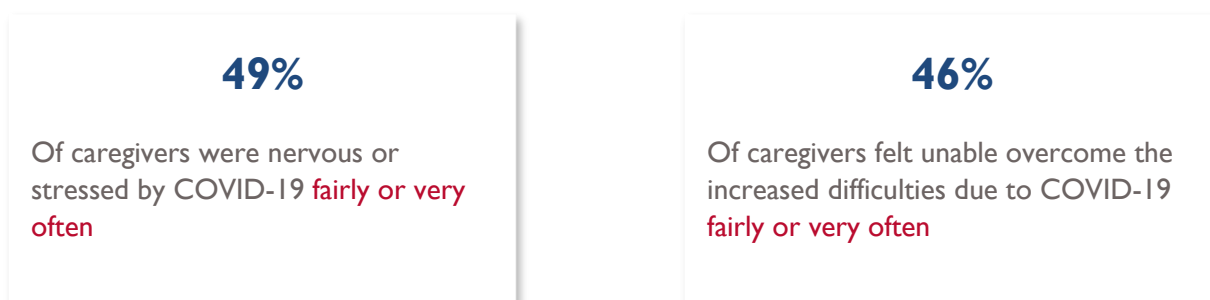 49%
Of caregivers were nervous or
stressed by COVID-19 fairly or very
often
46%
Of caregivers felt unable overcome the
increased difficulties due to COVID-19
fairly or very often